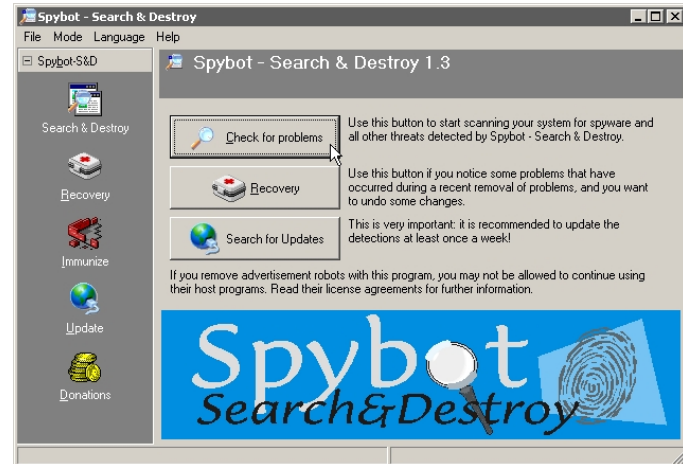 Spybot - Search & Destroy
File Mode Language Help
Spybot-S&D
Search & Destroy
Recovery
Immunize
Update
Donations
Spybot - Search & Destroy 1.3
Check for problems
Use this button to start scanning your system for spyware and
all other threats detected by Spybot - Search & Destroy.
Recovery
Use this button if you notice some problems that have
occurred during a recent removal of problems, and you want
to undo some changes.
Search for Updates
This is very important: it is recommended to update the
detections at least once a week!
If you remove advertisement robots with this program, you may not be allowed to continue using
their host programs. Read their license agreements for further information.
Spybot
Search&Destroy